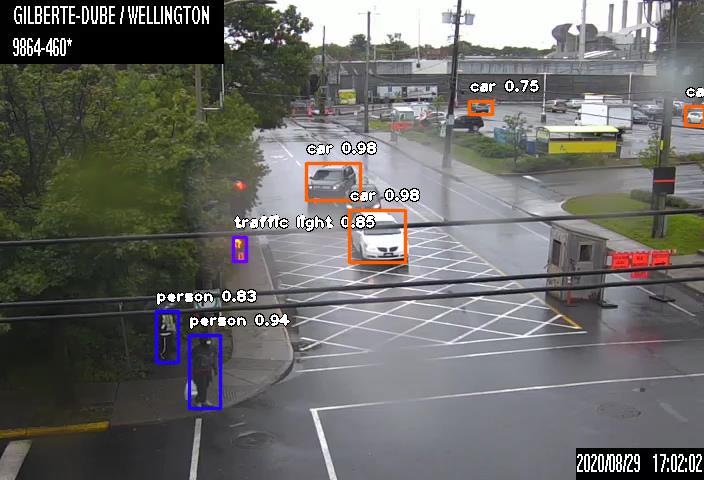 GILBERTE-DUBE / WELLINGTON
9864-460*
car 0.75
ca
car 0.98
car 0.98
traffic light 0.85
person 0.83
person 0.94
2020/08/29 17:02:02